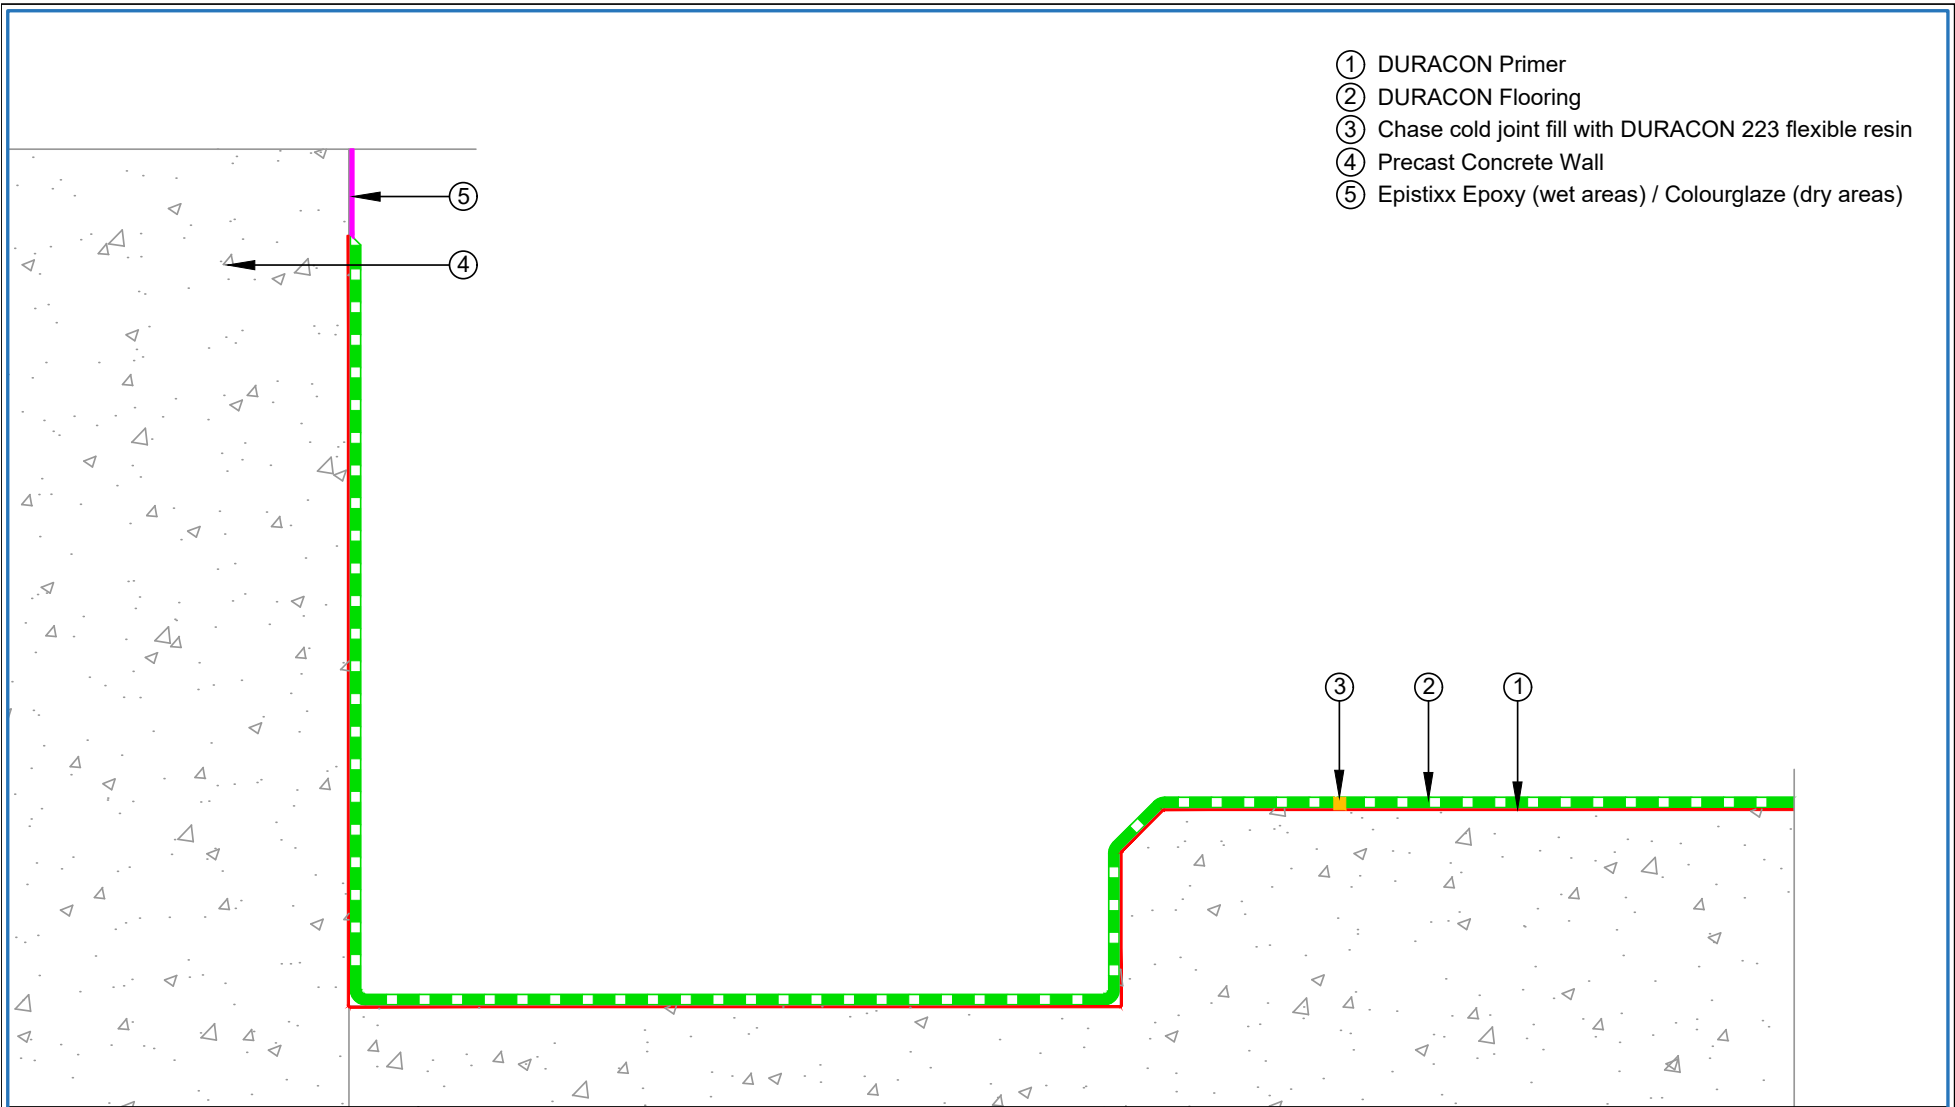 ① DURACON Primer
② DURACON Flooring
③ Chase cold joint fill with DURACON 223 flexible resin
④ Precast Concrete Wall
⑤ Epistixx Epoxy (wet areas) / Colourglaze (dry areas)
⑤
④
③ ② ①